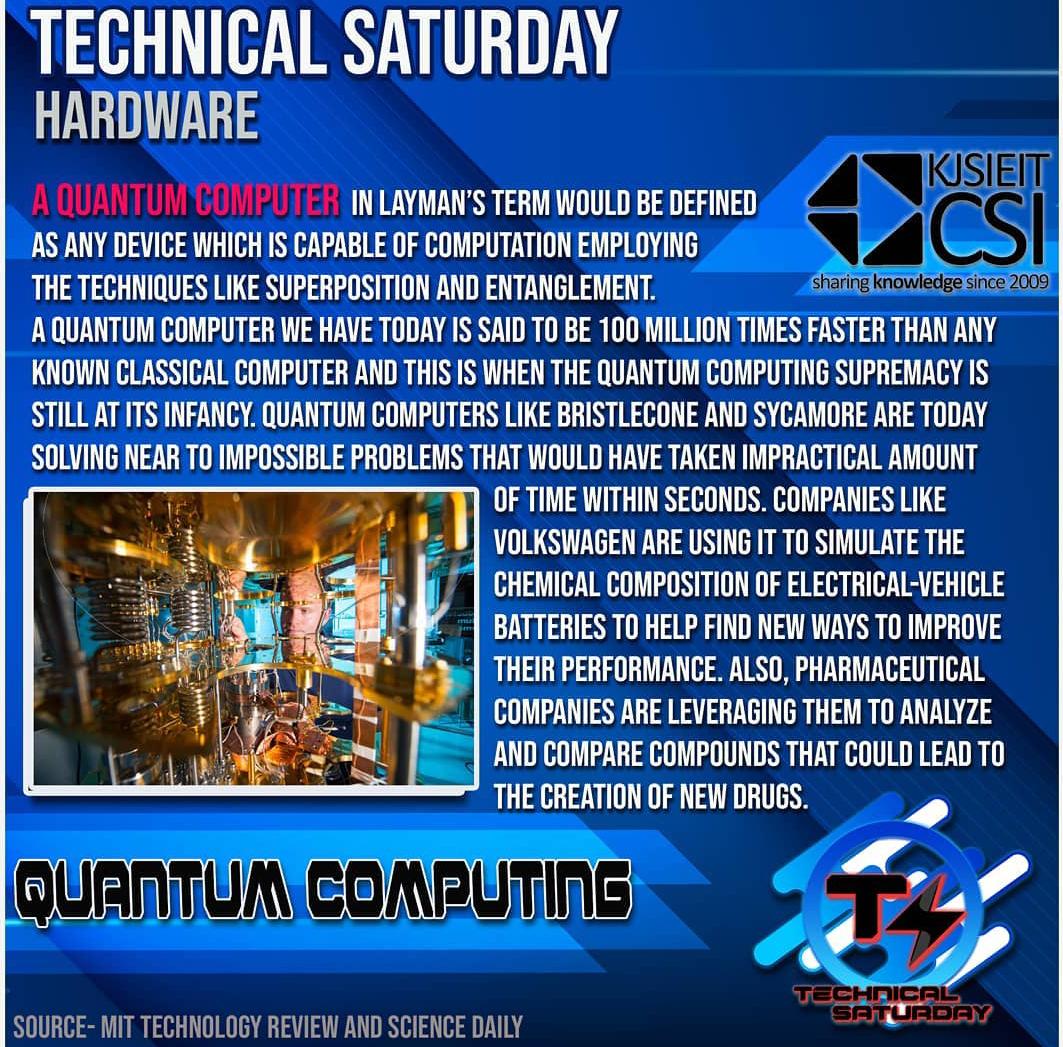 TECHNICAL SATURDAY
HARDWARE
KJSIEIT
CSI
sharing knowledge since 2009
A QUANTUM COMPUTER IN LAYMAN'S TERM WOULD BE DEFINED
AS ANY DEVICE WHICH IS CAPABLE OF COMPUTATION EMPLOYING
THE TECHNIQUES LIKE SUPERPOSITION AND ENTANGLEMENT.
A QUANTUM COMPUTER WE HAVE TODAY IS SAID TO BE 100 MILLION TIMES FASTER THAN ANY
KNOWN CLASSICAL COMPUTER AND THIS IS WHEN THE QUANTUM COMPUTING SUPREMACY IS
STILL AT ITS INFANCY. QUANTUM COMPUTERS LIKE BRISTLECONE AND SYCAMORE ARE TODAY
SOLVING NEAR TO IMPOSSIBLE PROBLEMS THAT WOULD HAVE TAKEN IMPRACTICAL AMOUNT
OF TIME WITHIN SECONDS. COMPANIES LIKE
VOLKSWAGEN ARE USING IT TO SIMULATE THE
CHEMICAL COMPOSITION OF ELECTRICAL-VEHICLE
BATTERIES TO HELP FIND NEW WAYS TO IMPROVE
THEIR PERFORMANCE. ALSO, PHARMACEUTICAL
COMPANIES ARE LEVERAGING THEM TO ANALYZE
AND COMPARE COMPOUNDS THAT COULD LEAD TO
THE CREATION OF NEW DRUGS.
QUANTUM COMPUTING
TS
TECHNICAL
SATURDAY
SOURCE- MIT TECHNOLOGY REVIEW AND SCIENCE DAILY